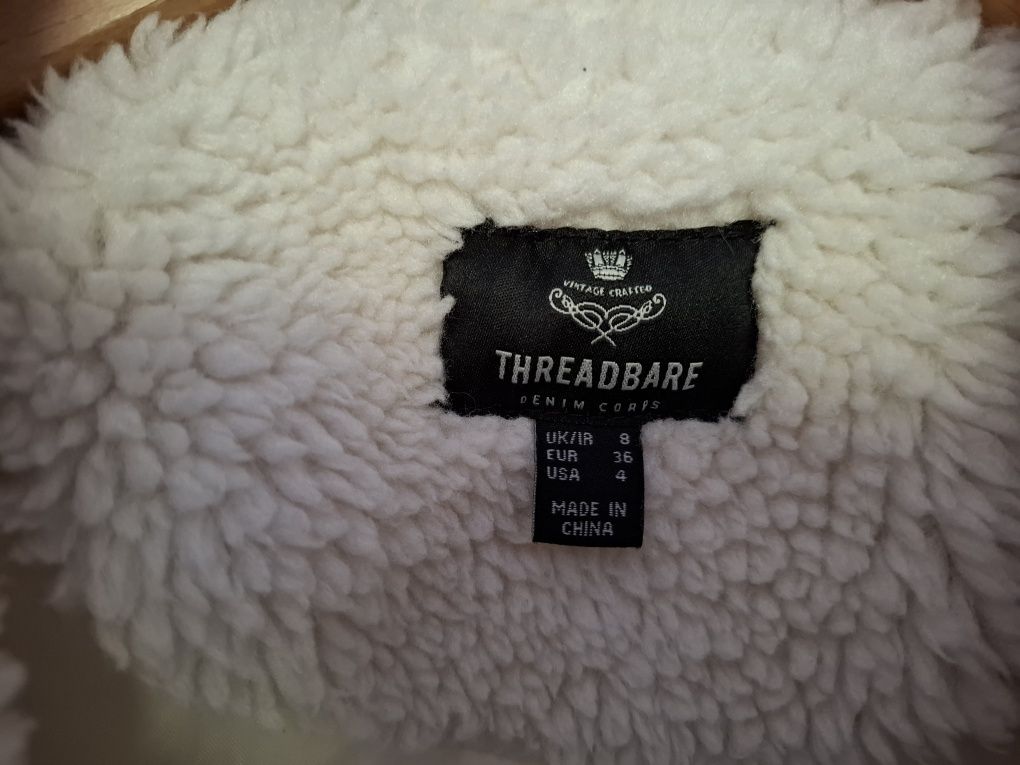 VINTAGE CRAFTED
THREADBARE
DENIM CORPS
UK/IR 8
EUR 36
USA 4
MADE IN
CHINA